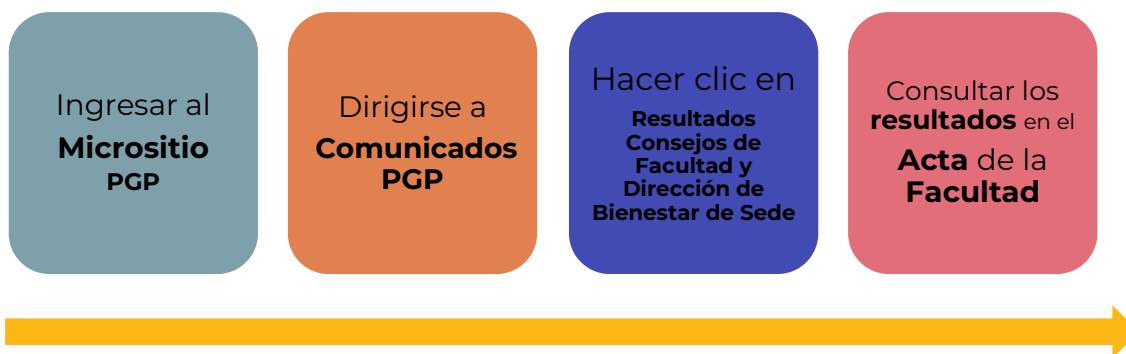 Ingresar al
Micrositio
PGP
Dirigirse a
Comunicados
PGP
Hacer clic en
Resultados
Consejos de
Facultad y
Dirección de
Bienestar de Sede
Consultar los
resultados en el
Acta de la
Facultad